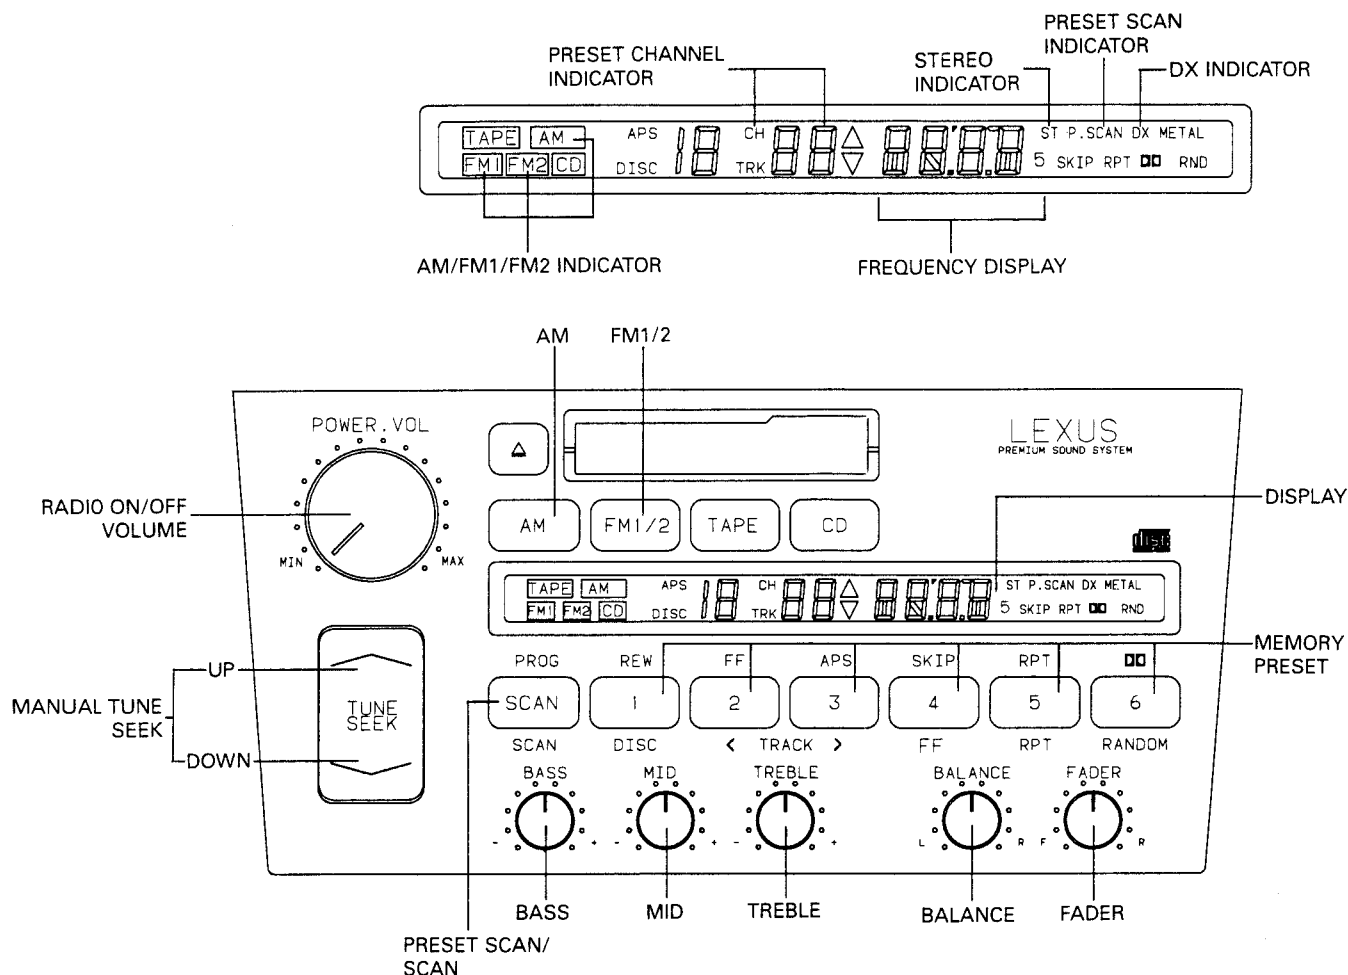 PRESET SCAN
INDICATOR
PRESET CHANNEL
INDICATOR
STEREO
INDICATOR
DX INDICATOR
TAPE AM APS CH ST P.SCAN DX METAL
FM1 FM2 CD DISC TRK 5 SKIP RPT RND
AM/FM1/FM2 INDICATOR
FREQUENCY DISPLAY
AM FM1/2
POWER.VOL
LEXUS
PREMIUM SOUND SYSTEM
RADIO ON/OFF
VOLUME
MIN MAX
AM FM1/2 TAPE CD
DISPLAY
disc
TAPE AM APS CH ST P.SCAN DX METAL
FM1 FM2 CD DISC TRK 5 SKIP RPT RND
MEMORY
PRESET
PROG REW FF APS SKIP RPT
UP
MANUAL TUNE
SEEK
DOWN
TUNE
SEEK
SCAN 1 2 3 4 5 6
SCAN DISC < TRACK > FF RPT RANDOM
BASS MID TREBLE BALANCE FADER
- + - + - + L R F R
BASS MID TREBLE BALANCE FADER
PRESET SCAN/
SCAN